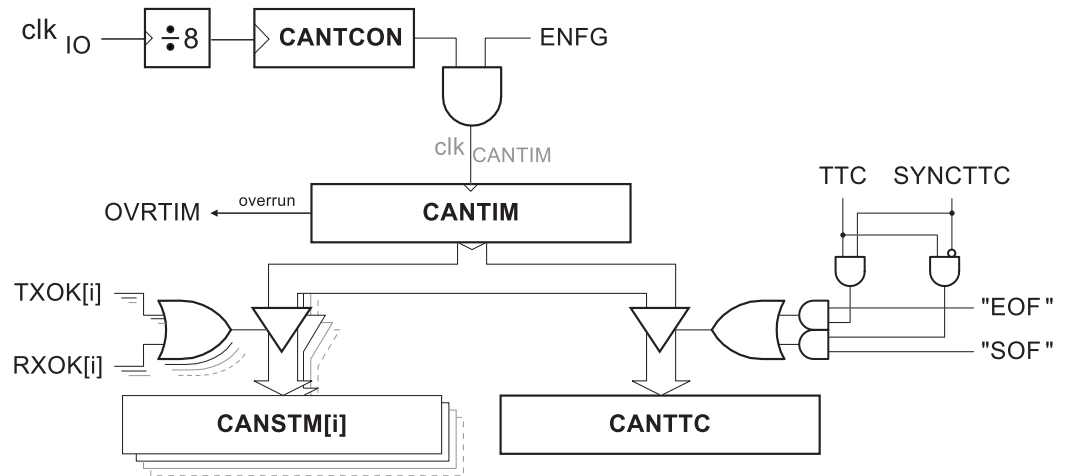 clk IO
÷8
CANTCON
ENFG
clk CANTIM
TTC SYNCTTC
OVRTIM
overrun
CANTIM
TXOK[i]
"EOF"
RXOK[i]
"SOF"
CANSTM[i]
CANTTC